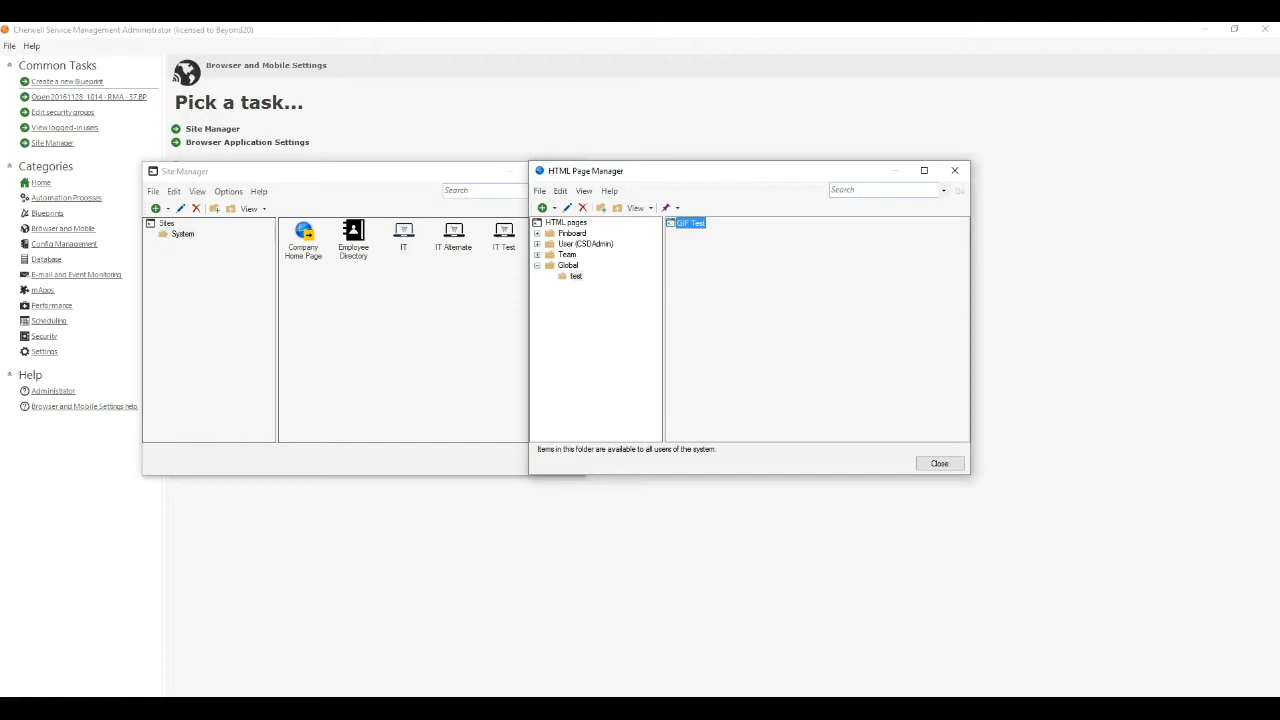 Cherwell Service Management Administrator (licensed to Beyond20)
File Help
Common Tasks
Create a new Blueprint
Open 20161128_1014 - RMA - 37.BP
Edit security groups
View logged-in users
Site Manager
Categories
Home
Automation Processes
Blueprints
Browser and Mobile
Config Management
Database
E-mail and Event Monitoring
mApps
Performance
Scheduling
Security
Settings
Help
Administrator
Browser and Mobile Settings help
Browser and Mobile Settings
Pick a task...
Site Manager
Browser Application Settings
Site Manager
File Edit View Options Help
Search
View
Sites
System
Company Home Page
Employee Directory
IT
IT Alternate
IT Test
HTML Page Manager
File Edit View Help
Search
Go
View
HTML pages
Pinboard
User (CSDAdmin)
Team
Global
test
GIF Test
Items in this folder are available to all users of the system.
Close